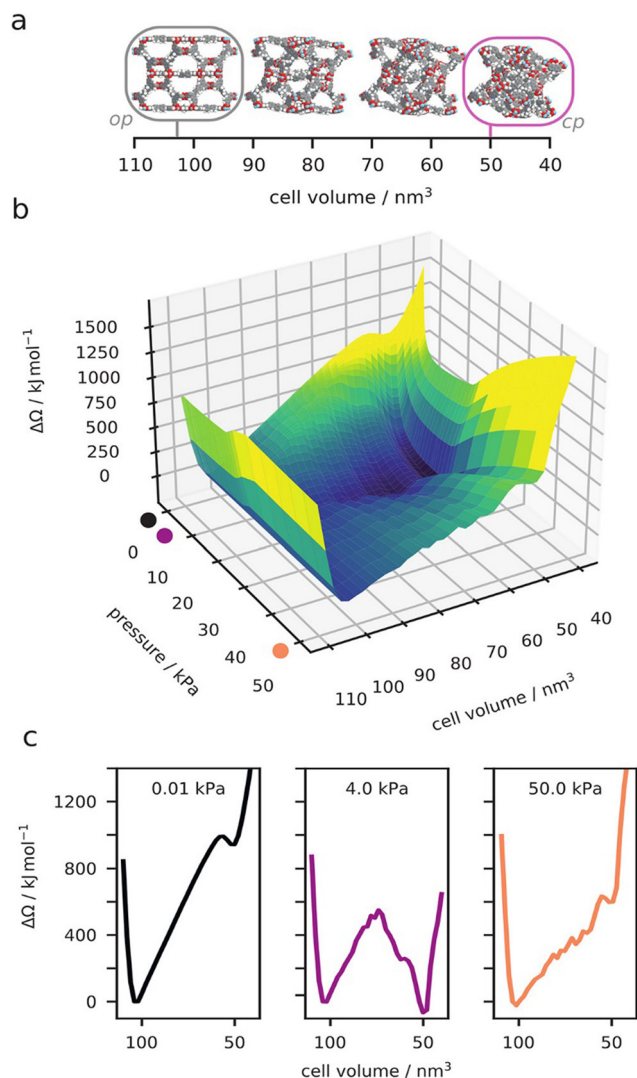 a
op
cp
110 100 90 80 70 60 50 40
cell volume / nm³
b
ΔΩ / kJ mol⁻¹
1500
1250
1000
750
500
250
0
0
10
20
30
40
50
pressure / kPa
110 100 90 80 70 60 50 40
cell volume / nm³
c
0.01 kPa 4.0 kPa 50.0 kPa
ΔΩ / kJ mol⁻¹
1200
800
400
0
100 50 100 50 100 50
cell volume / nm³